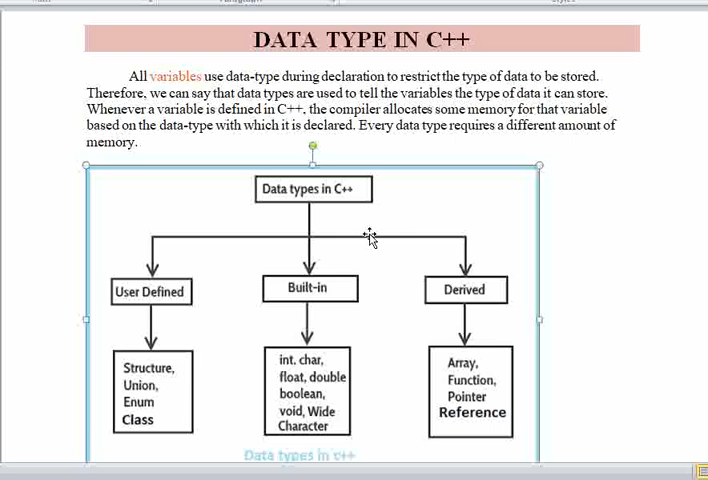 DATA TYPE IN C++
All variables use data-type during declaration to restrict the type of data to be stored.
Therefore, we can say that data types are used to tell the variables the type of data it can store.
Whenever a variable is defined in C++, the compiler allocates some memory for that variable
based on the data-type with which it is declared. Every data type requires a different amount of
memory.
Data types in C++
User Defined
Built-in
Derived
Structure,
Union,
Enum
Class
int. char,
float, double
boolean,
void, Wide
Character
Array,
Function,
Pointer
Reference
Data types in c++